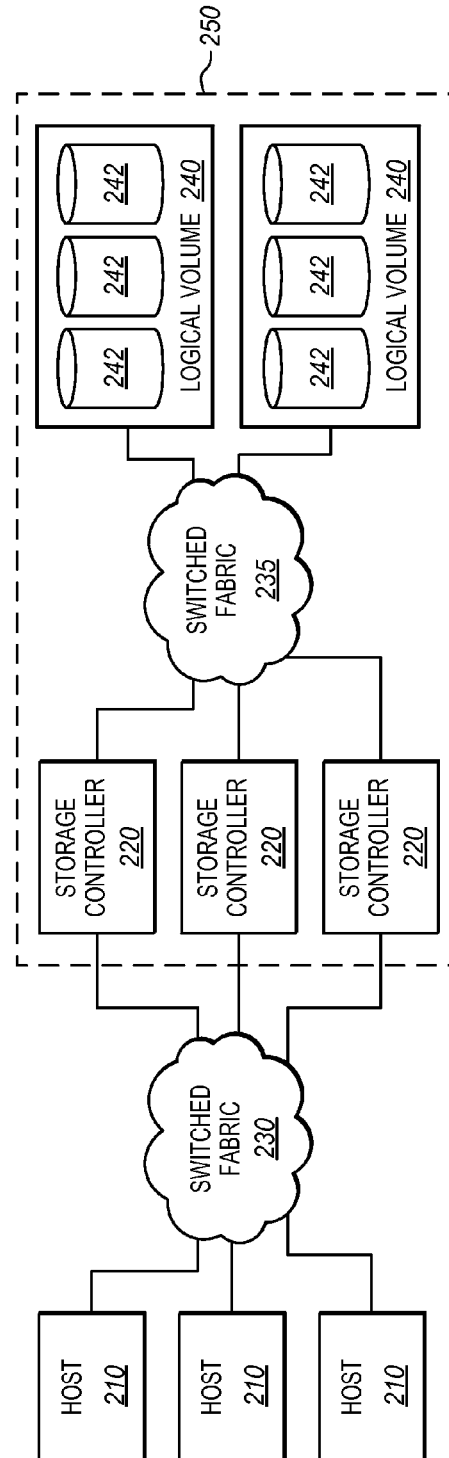 HOST
210
HOST
210
HOST
210
SWITCHED
FABRIC
230
STORAGE
CONTROLLER
220
STORAGE
CONTROLLER
220
STORAGE
CONTROLLER
220
SWITCHED
FABRIC
235
242
242
242
LOGICAL VOLUME 240
242
242
242
LOGICAL VOLUME 240
250